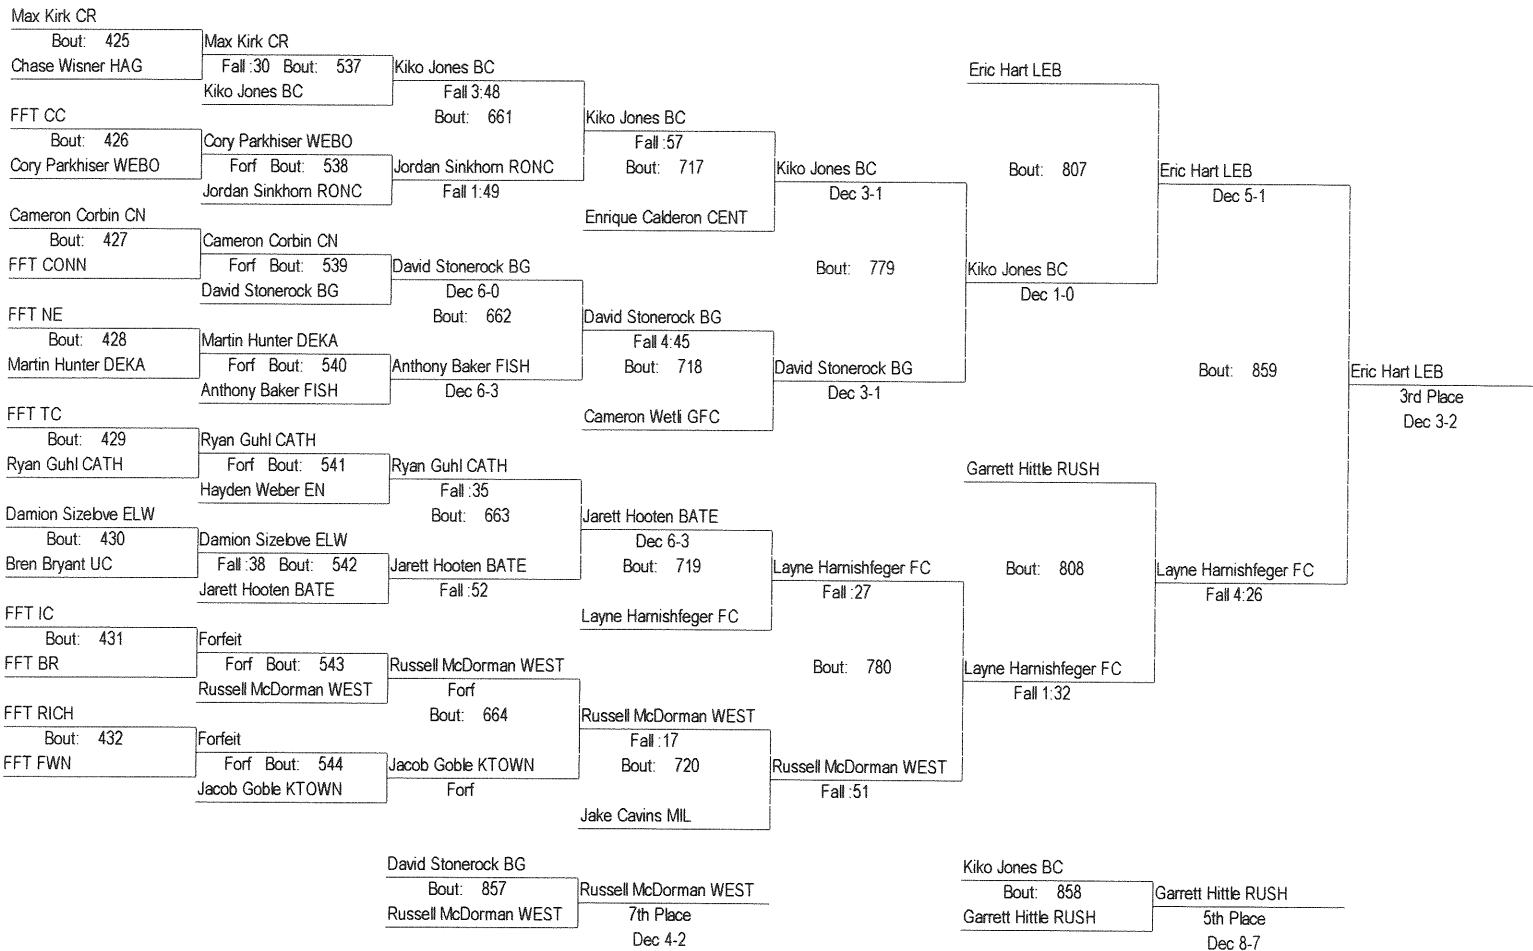 Max Kirk CR
Bout: 425
Chase Wisner HAG
FFT CC
Bout: 426
Cory Parkhiser WEBO
Cameron Corbin CN
Bout: 427
FFT CONN
FFT NE
Bout: 428
Martin Hunter DEKA
FFT TC
Bout: 429
Ryan Guhl CATH
Damion Sizelove ELW
Bout: 430
Bren Bryant UC
FFT IC
Bout: 431
FFT BR
FFT RICH
Bout: 432
FFT FWN
Max Kirk CR
Fall :30 Bout: 537
Kiko Jones BC
Cory Parkhiser WEBO
Forf Bout: 538
Jordan Sinkhorn RONC
Cameron Corbin CN
Forf Bout: 539
David Stonerock BG
Martin Hunter DEKA
Forf Bout: 540
Anthony Baker FISH
Ryan Guhl CATH
Forf Bout: 541
Hayden Weber EN
Damion Sizelove ELW
Fall :38 Bout: 542
Jarett Hooten BATE
Forfeit
Forf Bout: 543
Russell McDorman WEST
Forfeit
Forf Bout: 544
Jacob Goble KTOWN
Kiko Jones BC
Fall 3:48
Bout: 661
Jordan Sinkhorn RONC
Fall 1:49
David Stonerock BG
Dec 6-0
Bout: 662
Anthony Baker FISH
Dec 6-3
Ryan Guhl CATH
Fall :35
Bout: 663
Jarett Hooten BATE
Fall :52
Russell McDorman WEST
Forf
Bout: 664
Jacob Goble KTOWN
Forf
Kiko Jones BC
Fall :57
Bout: 717
Enrique Calderon CENT
David Stonerock BG
Fall 4:45
Bout: 718
Cameron Wetli GFC
Jarett Hooten BATE
Dec 6-3
Bout: 719
Layne Harnishfeger FC
Russell McDorman WEST
Fall :17
Bout: 720
Jake Cavins MIL
Kiko Jones BC
Dec 3-1
Bout: 779
David Stonerock BG
Dec 3-1
Layne Harnishfeger FC
Fall :27
Bout: 780
Russell McDorman WEST
Fall :51
Eric Hart LEB
Bout: 807
Kiko Jones BC
Dec 1-0
Garrett Hittle RUSH
Bout: 808
Layne Harnishfeger FC
Fall 1:32
Eric Hart LEB
Dec 5-1
Bout: 859
Layne Harnishfeger FC
Fall 4:26
Eric Hart LEB
3rd Place
Dec 3-2
David Stonerock BG
Bout: 857
Russell McDorman WEST
Russell McDorman WEST
7th Place
Dec 4-2
Kiko Jones BC
Bout: 858
Garrett Hittle RUSH
Garrett Hittle RUSH
5th Place
Dec 8-7